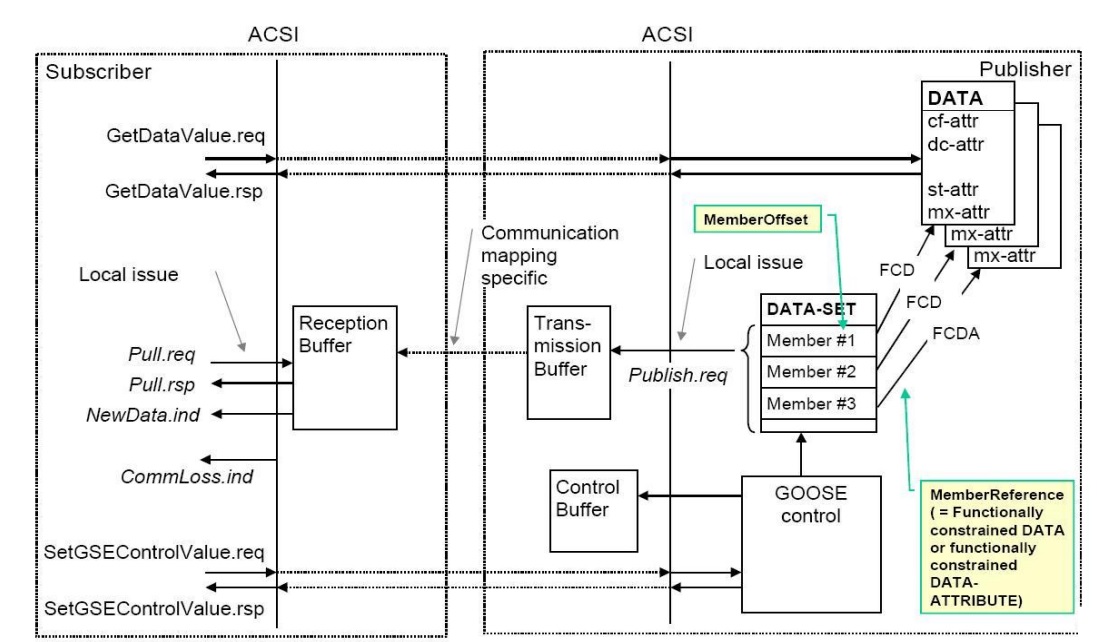 ACSI
ACSI
Subscriber
Publisher
DATA
cf-attr
dc-attr
st-attr
mx-attr
mx-attr
mx-attr
GetDataValue.req
GetDataValue.rsp
MemberOffset
Communication
mapping
specific
Local issue
Local issue
FCD
FCD
FCDA
Reception
Buffer
Trans-
mission
Buffer
DATA-SET
Member #1
Member #2
Member #3
Pull.req
Pull.rsp
NewData.ind
Publish.req
CommLoss.ind
Control
Buffer
GOOSE
control
MemberReference
( = Functionally
constrained DATA
or functionally
constrained
DATA-
ATTRIBUTE)
SetGSEControlValue.req
SetGSEControlValue.rsp